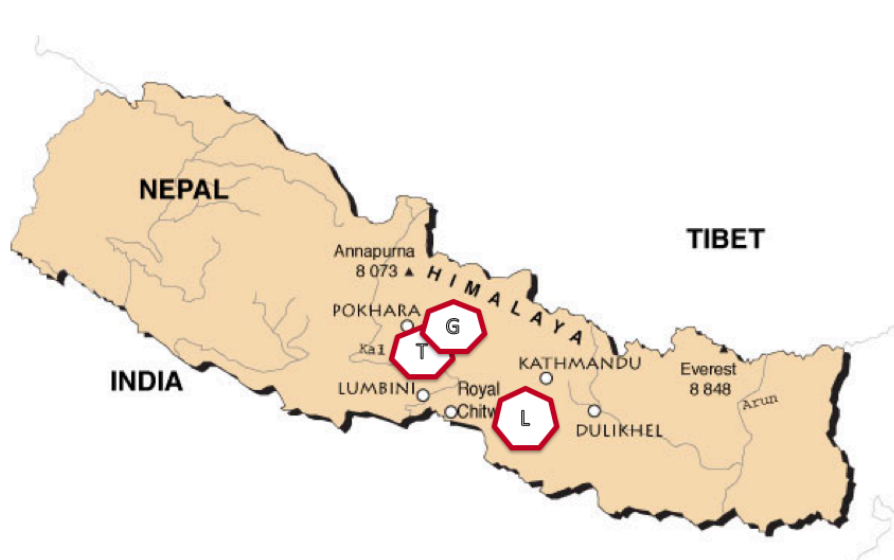 NEPAL
TIBET
Annapurna
8 073
HIMALAYA
POKHARA
G
T
Kal
KATHMANDU
Everest
8 848
INDIA
LUMBINI
Royal
Chitw
L
Arun
DULIKHEL